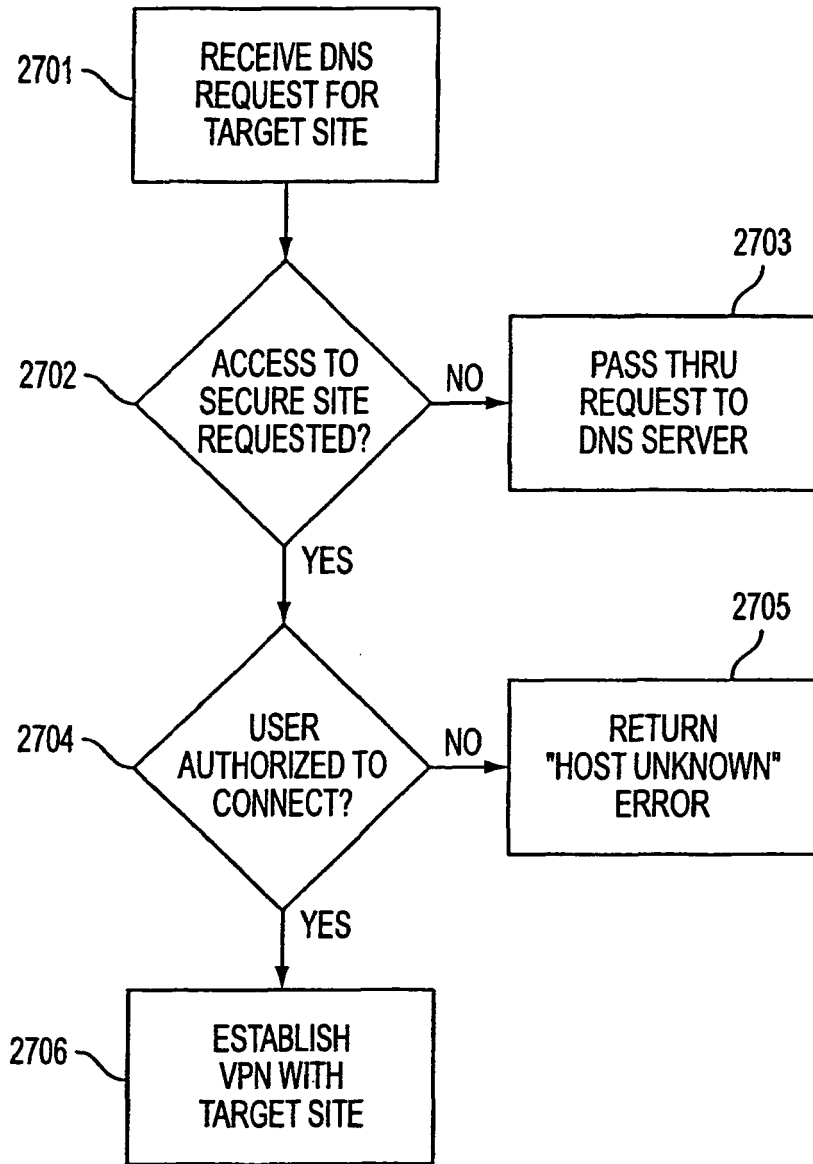 2701
RECEIVE DNS
REQUEST FOR
TARGET SITE
2702
ACCESS TO
SECURE SITE
REQUESTED?
NO
2703
PASS THRU
REQUEST TO
DNS SERVER
YES
2704
USER
AUTHORIZED TO
CONNECT?
NO
2705
RETURN
"HOST UNKNOWN"
ERROR
YES
2706
ESTABLISH
VPN WITH
TARGET SITE